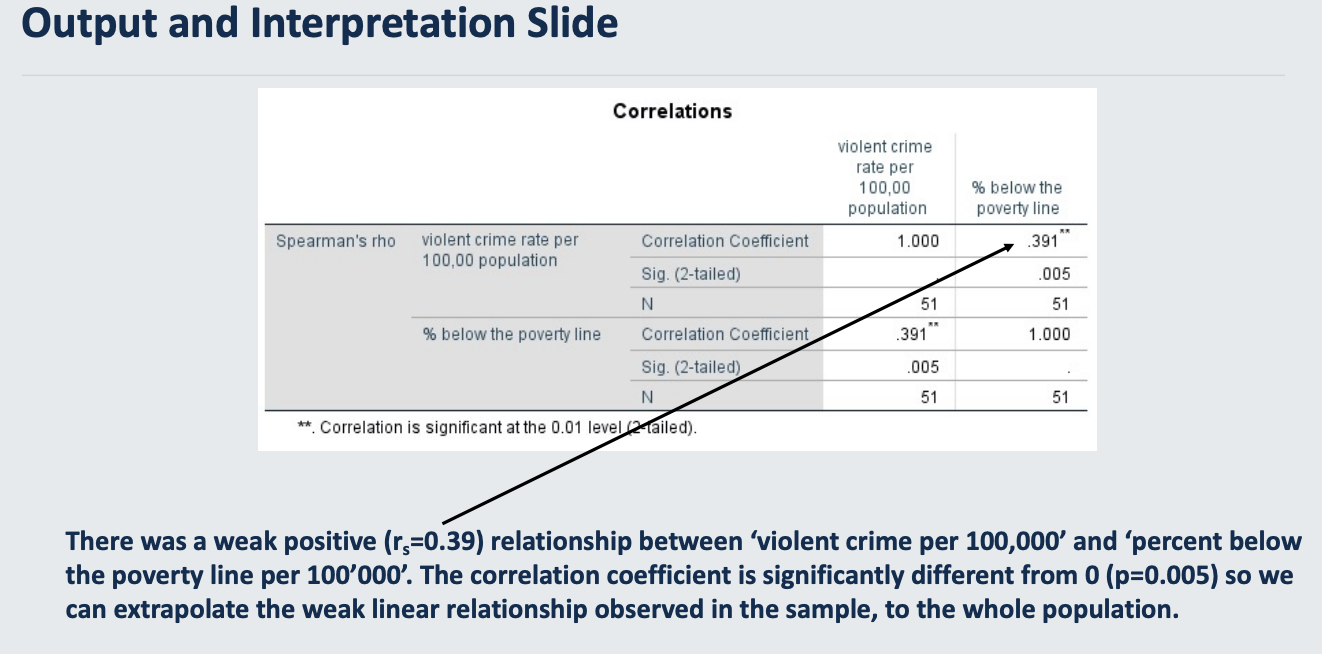 Output and Interpretation Slide
Correlations
violent crime
rate per
100,00
population
% below the
poverty line
Spearman's rho violent crime rate per
100,00 population
Correlation Coefficient 1.000 .391**
Sig. (2-tailed) . .005
N 51 51
% below the poverty line Correlation Coefficient .391** 1.000
Sig. (2-tailed) .005 .
N 51 51
**. Correlation is significant at the 0.01 level (2-tailed).
There was a weak positive (rs=0.39) relationship between ‘violent crime per 100,000’ and ‘percent below
the poverty line per 100’000’. The correlation coefficient is significantly different from 0 (p=0.005) so we
can extrapolate the weak linear relationship observed in the sample, to the whole population.